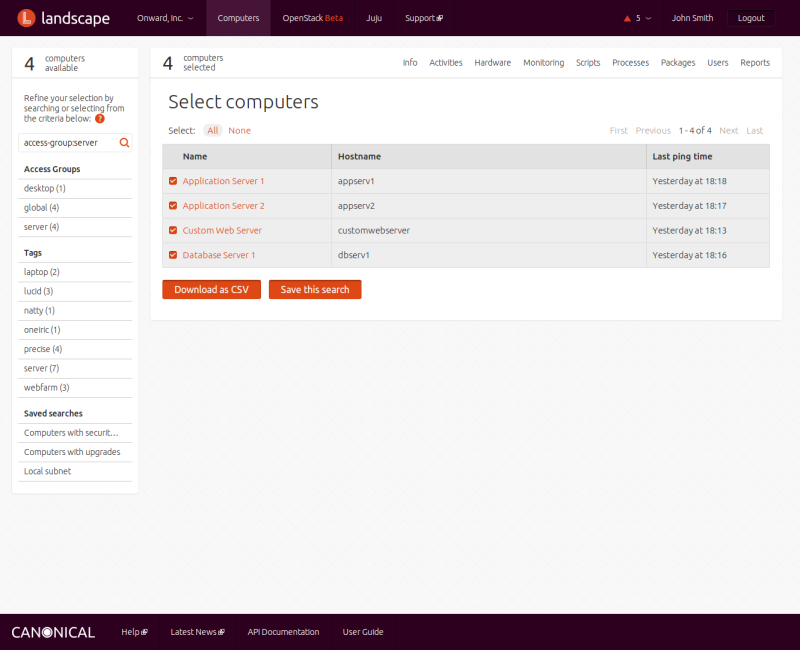 landscape
Onward, Inc.
Computers
OpenStack Beta
Juju
Support
5
John Smith
Logout
4 computers available
Refine your selection by
searching or selecting from
the criteria below: ?
access-group:server
Access Groups
desktop (1)
global (4)
server (4)
Tags
laptop (2)
lucid (3)
natty (1)
oneiric (1)
precise (4)
server (7)
webfarm (3)
Saved searches
Computers with securit...
Computers with upgrades
Local subnet
4 computers selected
Info Activities Hardware Monitoring Scripts Processes Packages Users Reports
Select computers
Select: All None
First Previous 1 - 4 of 4 Next Last
Name Hostname Last ping time
Application Server 1 appserv1 Yesterday at 18:18
Application Server 2 appserv2 Yesterday at 18:17
Custom Web Server customwebserver Yesterday at 18:13
Database Server 1 dbserv1 Yesterday at 18:16
Download as CSV
Save this search
CANONICAL
Help
Latest News
API Documentation
User Guide